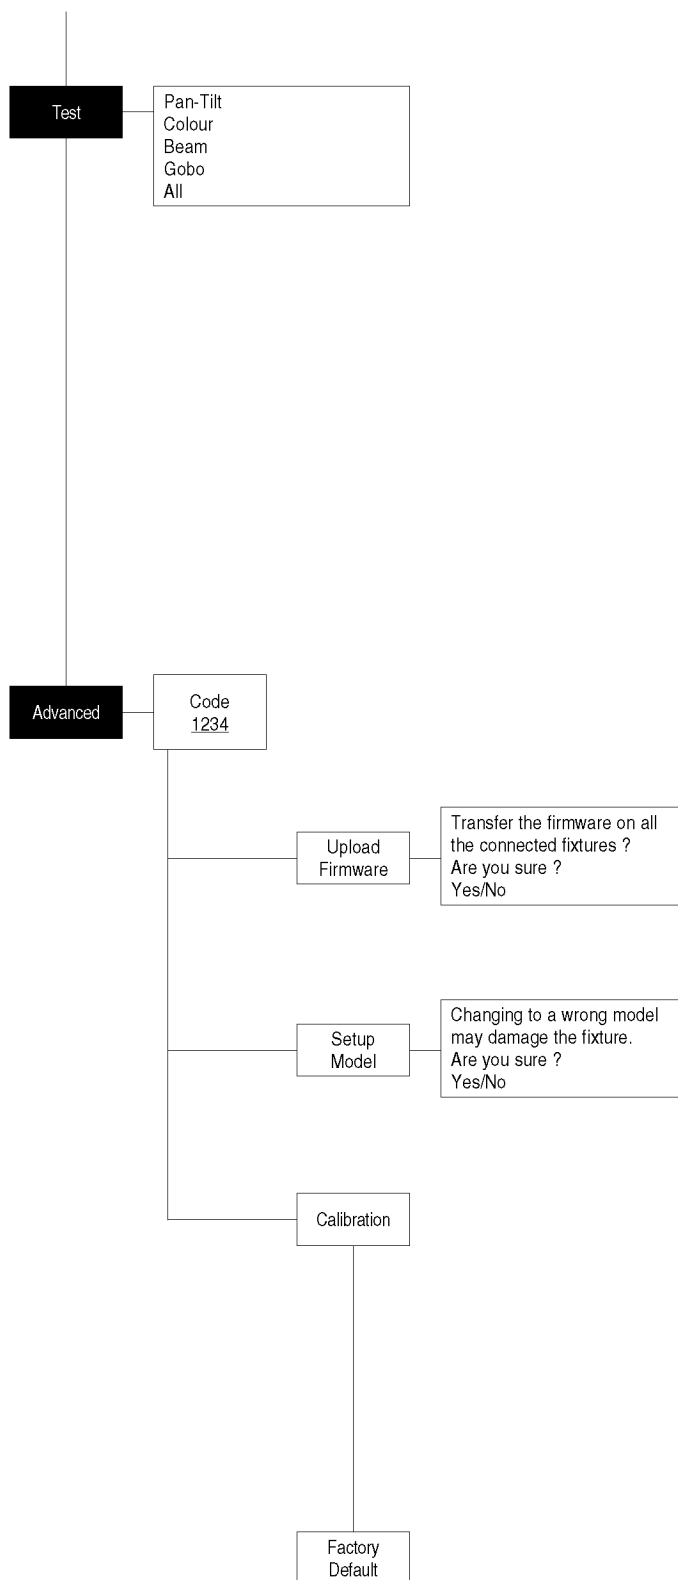 Test
Pan-Tilt
Colour
Beam
Gobo
All
Advanced
Code
1234
Upload
Firmware
Transfer the firmware on all
the connected fixtures ?
Are you sure ?
Yes/No
Setup
Model
Changing to a wrong model
may damage the fixture.
Are you sure ?
Yes/No
Calibration
Factory
Default